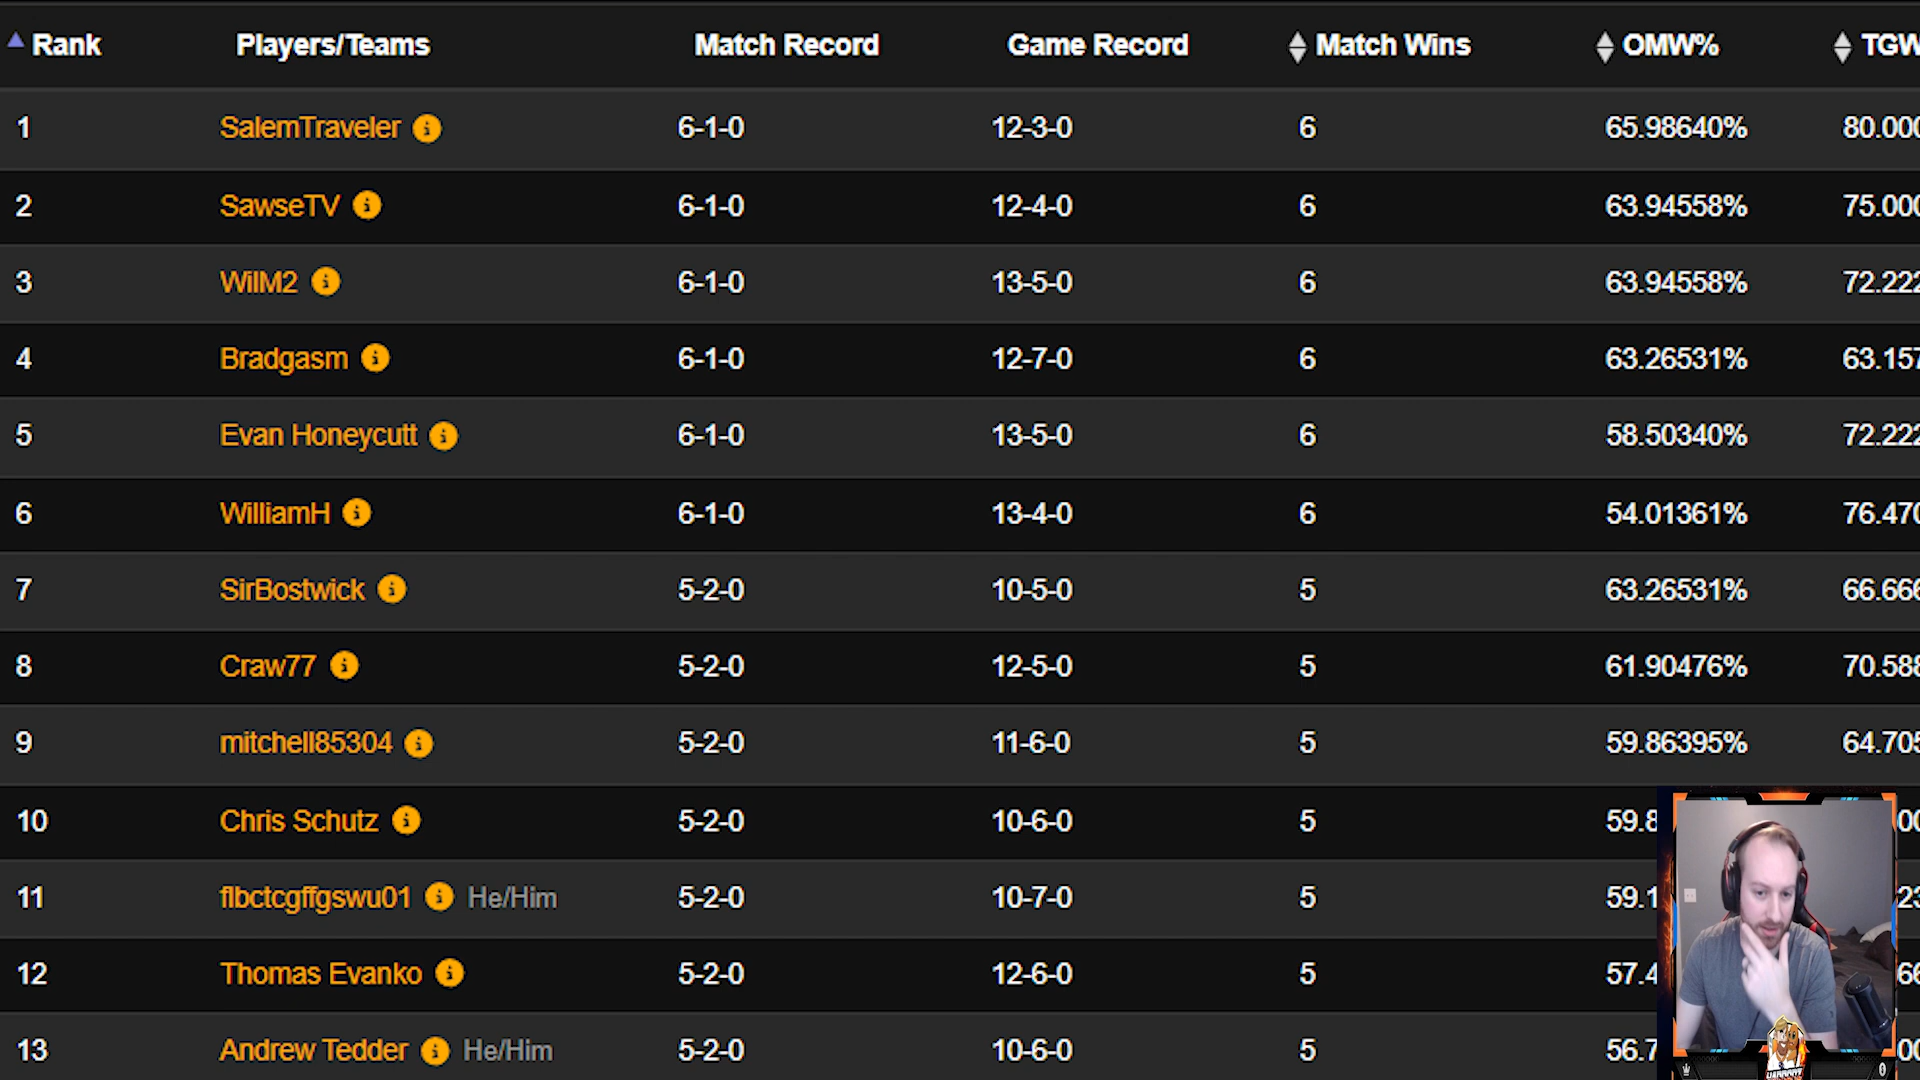 Rank Players/Teams Match Record Game Record Match Wins OMW% TGW
1 SalemTraveler 6-1-0 12-3-0 6 65.98640% 80.000
2 SawseTV 6-1-0 12-4-0 6 63.94558% 75.000
3 WilM2 6-1-0 13-5-0 6 63.94558% 72.222
4 Bradgasm 6-1-0 12-7-0 6 63.26531% 63.157
5 Evan Honeycutt 6-1-0 13-5-0 6 58.50340% 72.222
6 WilliamH 6-1-0 13-4-0 6 54.01361% 76.470
7 SirBostwick 5-2-0 10-5-0 5 63.26531% 66.666
8 Craw77 5-2-0 12-5-0 5 61.90476% 70.588
9 mitchell85304 5-2-0 11-6-0 5 59.86395% 64.705
10 Chris Schutz 5-2-0 10-6-0 5 59.8
11 flbctcgffgswu01 He/Him 5-2-0 10-7-0 5 59.1
12 Thomas Evanko 5-2-0 12-6-0 5 57.4
13 Andrew Tedder He/Him 5-2-0 10-6-0 5 56.7